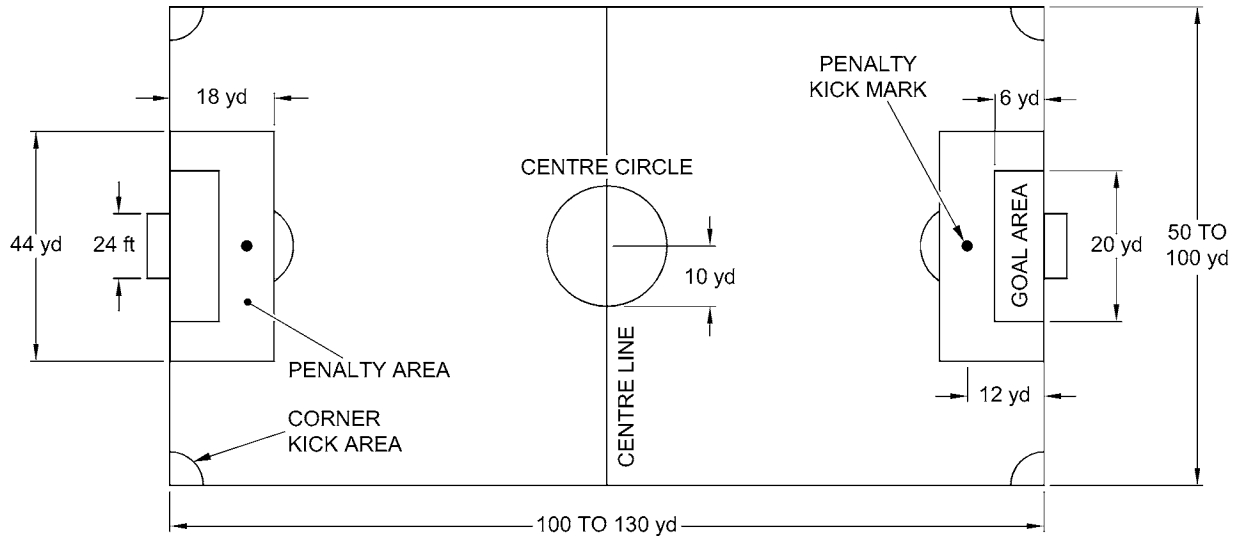 18 yd
PENALTY
KICK MARK
6 yd
CENTRE CIRCLE
44 yd
24 ft
10 yd
GOAL AREA
20 yd
50 TO
100 yd
PENALTY AREA
CENTRE LINE
12 yd
CORNER
KICK AREA
100 TO 130 yd